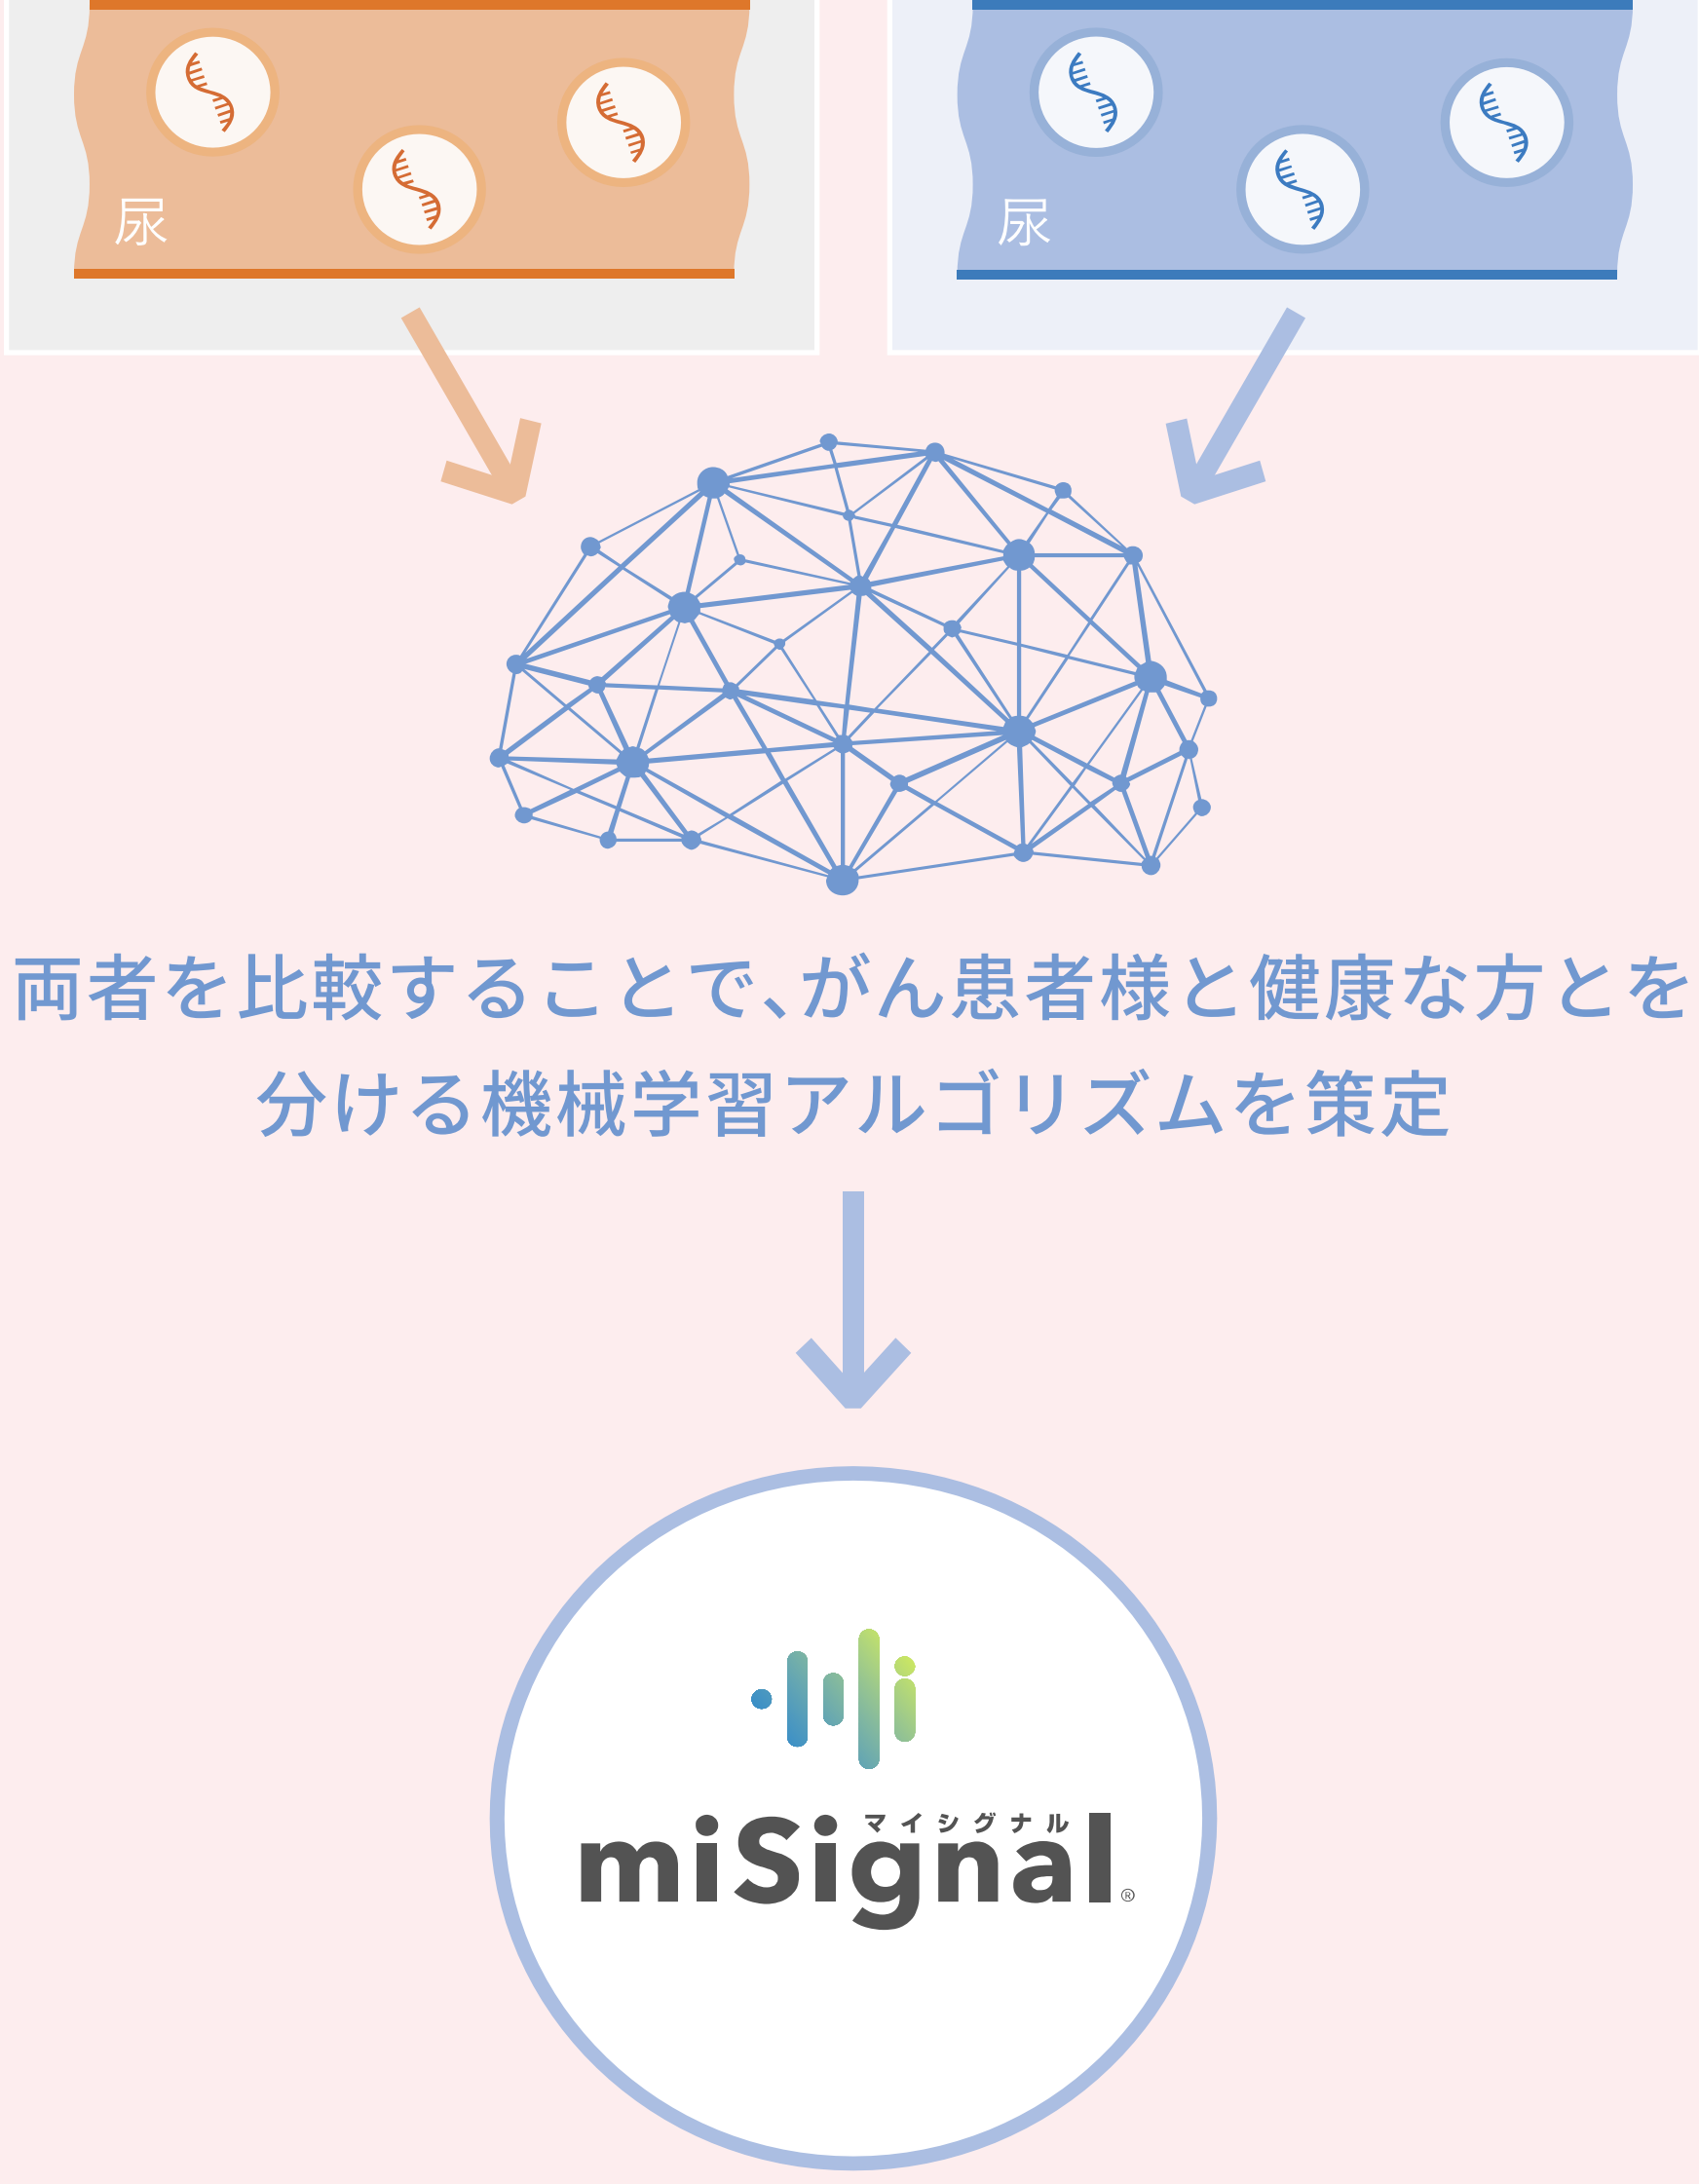 尿
尿
両者を比較することで、がん患者様と健康な方とを
分ける機械学習アルゴリズムを策定
マイシグナル
miSignal®